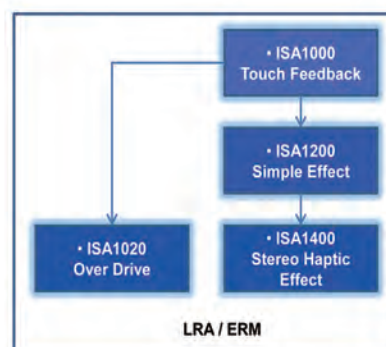 • ISA1000
Touch Feedback
• ISA1200
Simple Effect
• ISA1020
Over Drive
• ISA1400
Stereo Haptic
Effect
LRA / ERM